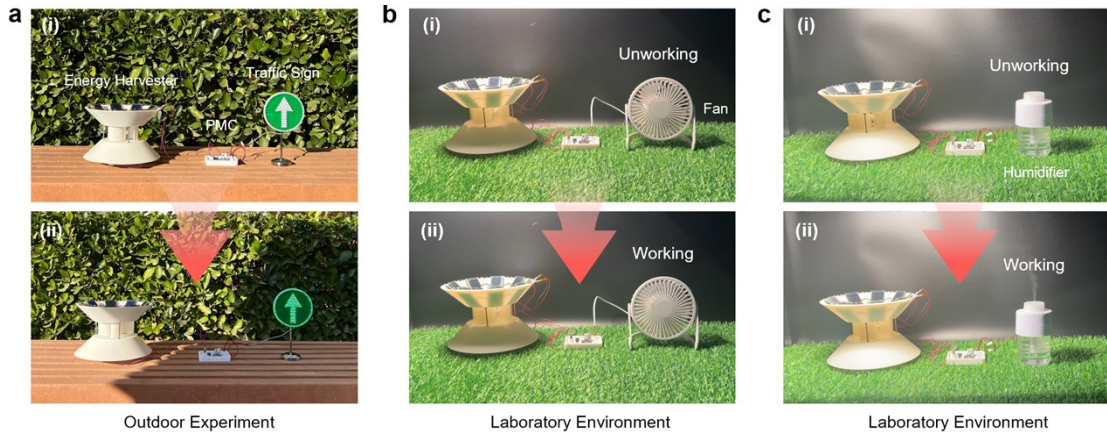 a
(i)
Energy Harvester
Traffic Sign
PMC
(ii)
Outdoor Experiment
b
(i)
Unworking
Fan
(ii)
Working
Laboratory Environment
c
(i)
Unworking
Humidifier
(ii)
Working
Laboratory Environment